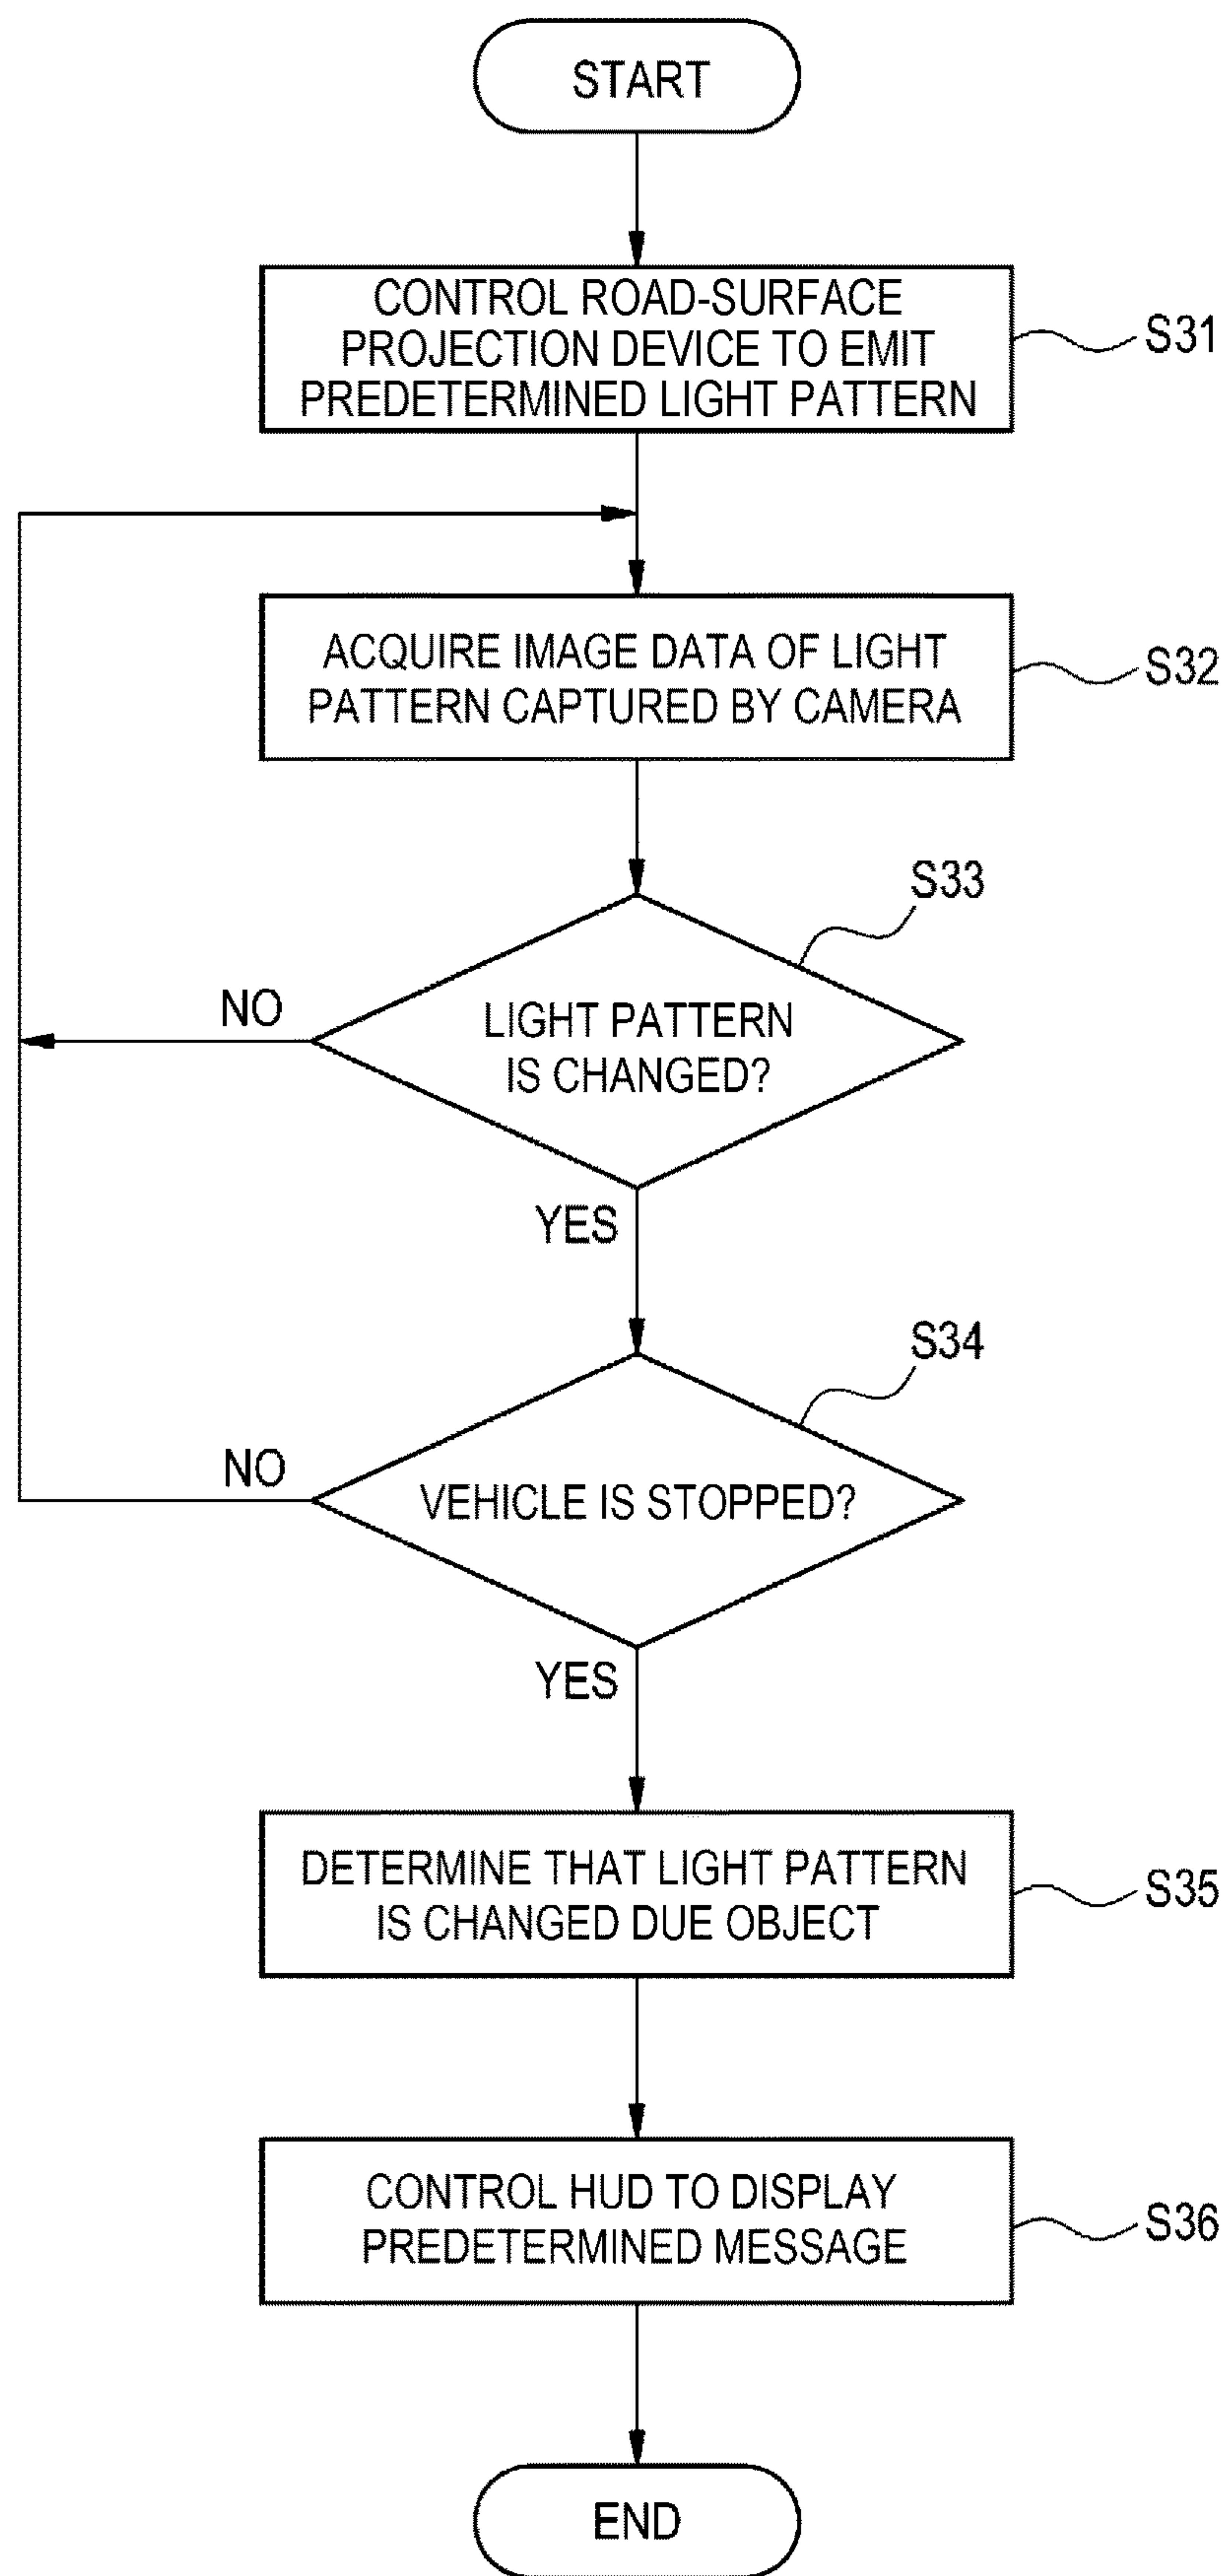 START
CONTROL ROAD-SURFACE
PROJECTION DEVICE TO EMIT
PREDETERMINED LIGHT PATTERN
S31
ACQUIRE IMAGE DATA OF LIGHT
PATTERN CAPTURED BY CAMERA
S32
S33
NO
LIGHT PATTERN
IS CHANGED?
YES
S34
NO
VEHICLE IS STOPPED?
YES
DETERMINE THAT LIGHT PATTERN
IS CHANGED DUE OBJECT
S35
CONTROL HUD TO DISPLAY
PREDETERMINED MESSAGE
S36
END